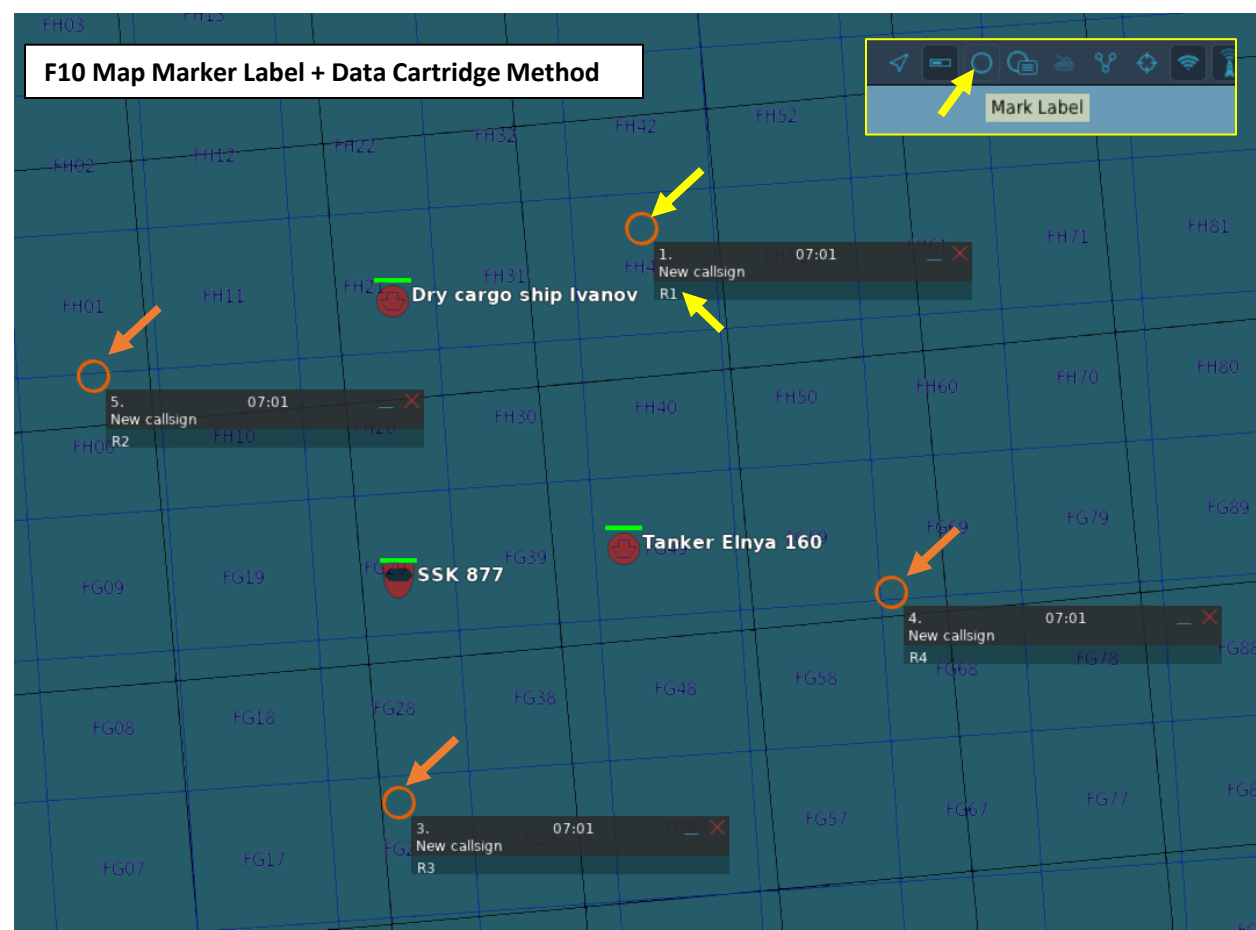 FH03
FH13
F10 Map Marker Label + Data Cartridge Method
Mark Label
FH02
FH12
FH22
FH32
FH42
FH52
FH01
FH11
FH31
FH71
FH81
1. 07:01
New callsign
R1
Dry cargo ship Ivanov
5. 07:01
New callsign
R2
FH10
FH30
FH40
FH50
FH60
FH70
FH80
FG09
FG19
FG39
FG69
FG79
FG89
SSK 877
Tanker Elnya 160
4. 07:01
New callsign
R4
FG08
FG18
FG28
FG38
FG48
FG58
FG68
FG78
FG07
FG17
FG57
FG67
FG77
3. 07:01
New callsign
R3